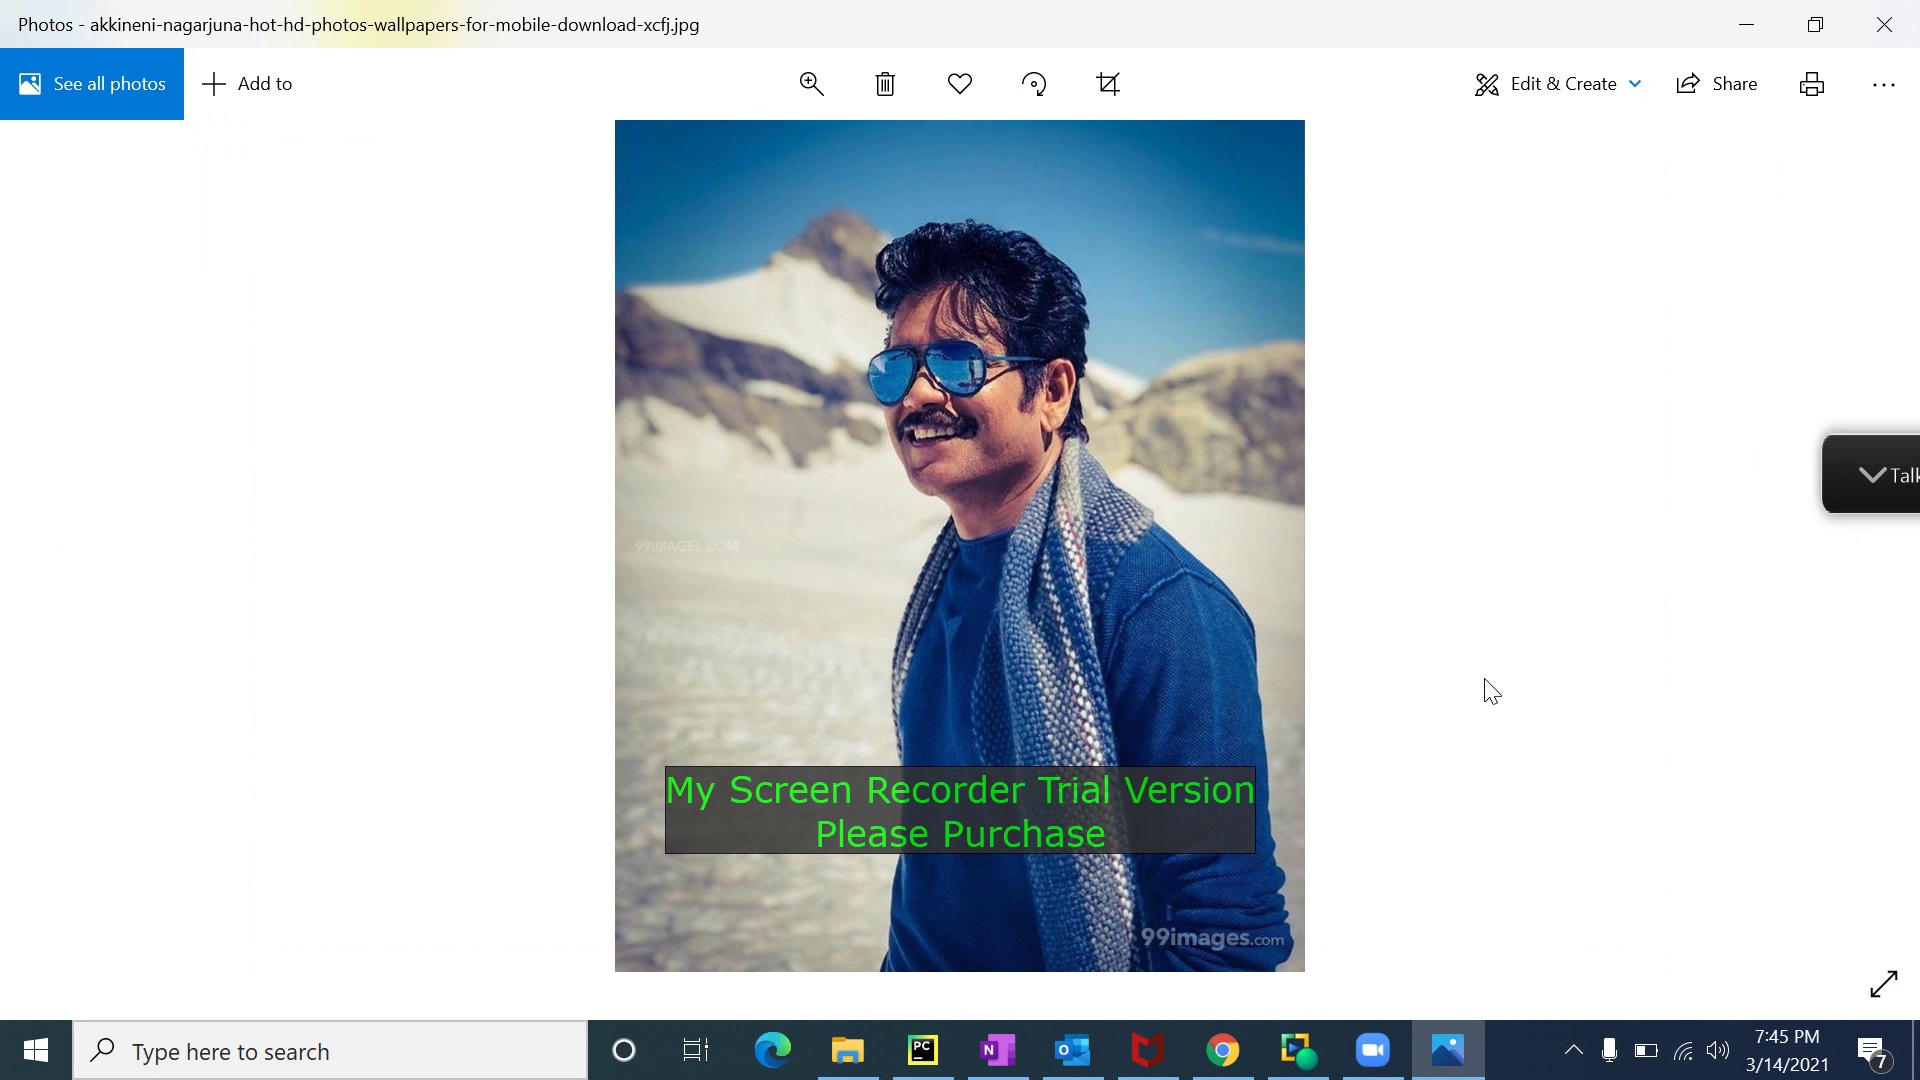 Photos - akkineni-nagarjuna-hot-hd-photos-wallpapers-for-mobile-download-xcfj.jpg
See all photos
Add to
Edit & Create
Share
99IMAGES.COM
Talk
My Screen Recorder Trial Version
Please Purchase
99images.com
Type here to search
PC
N
O
7:45 PM
3/14/2021
7